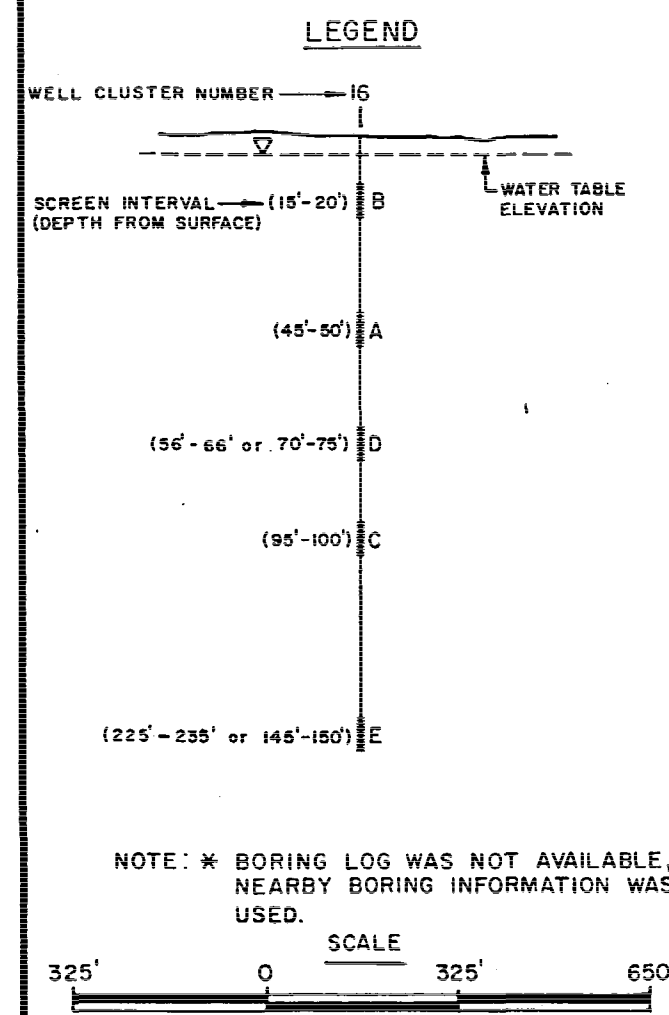 LEGEND
WELL CLUSTER NUMBER 16
SCREEN INTERVAL (15'-20') B
(DEPTH FROM SURFACE)
WATER TABLE
ELEVATION
(45'-50') A
(56'-66' or 70'-75') D
(95'-100') C
(225'-235' or 145'-150') E
NOTE: * BORING LOG WAS NOT AVAILABLE,
NEARBY BORING INFORMATION WAS
USED.
SCALE
325' 0 325' 650